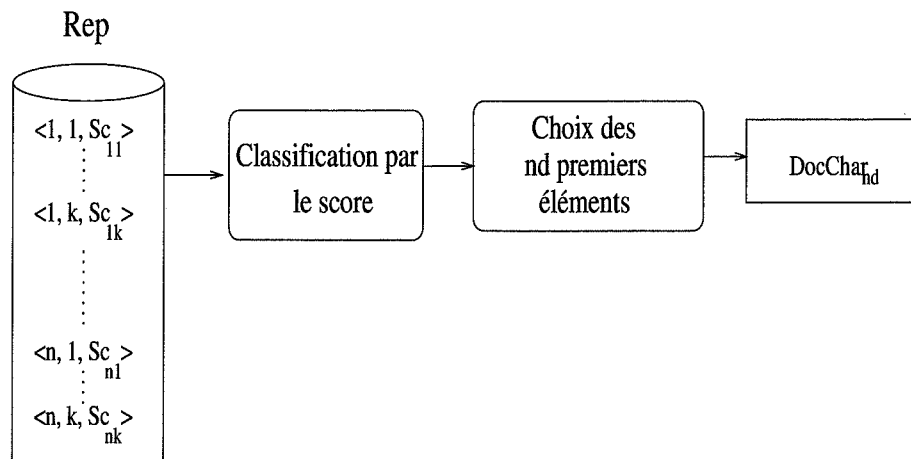 Rep
<1, 1, Sc 11>
<1, k, Sc 1k>
<n, 1, Sc n1>
<n, k, Sc nk>
Classification par
le score
Choix des
nd premiers
éléments
DocChar nd